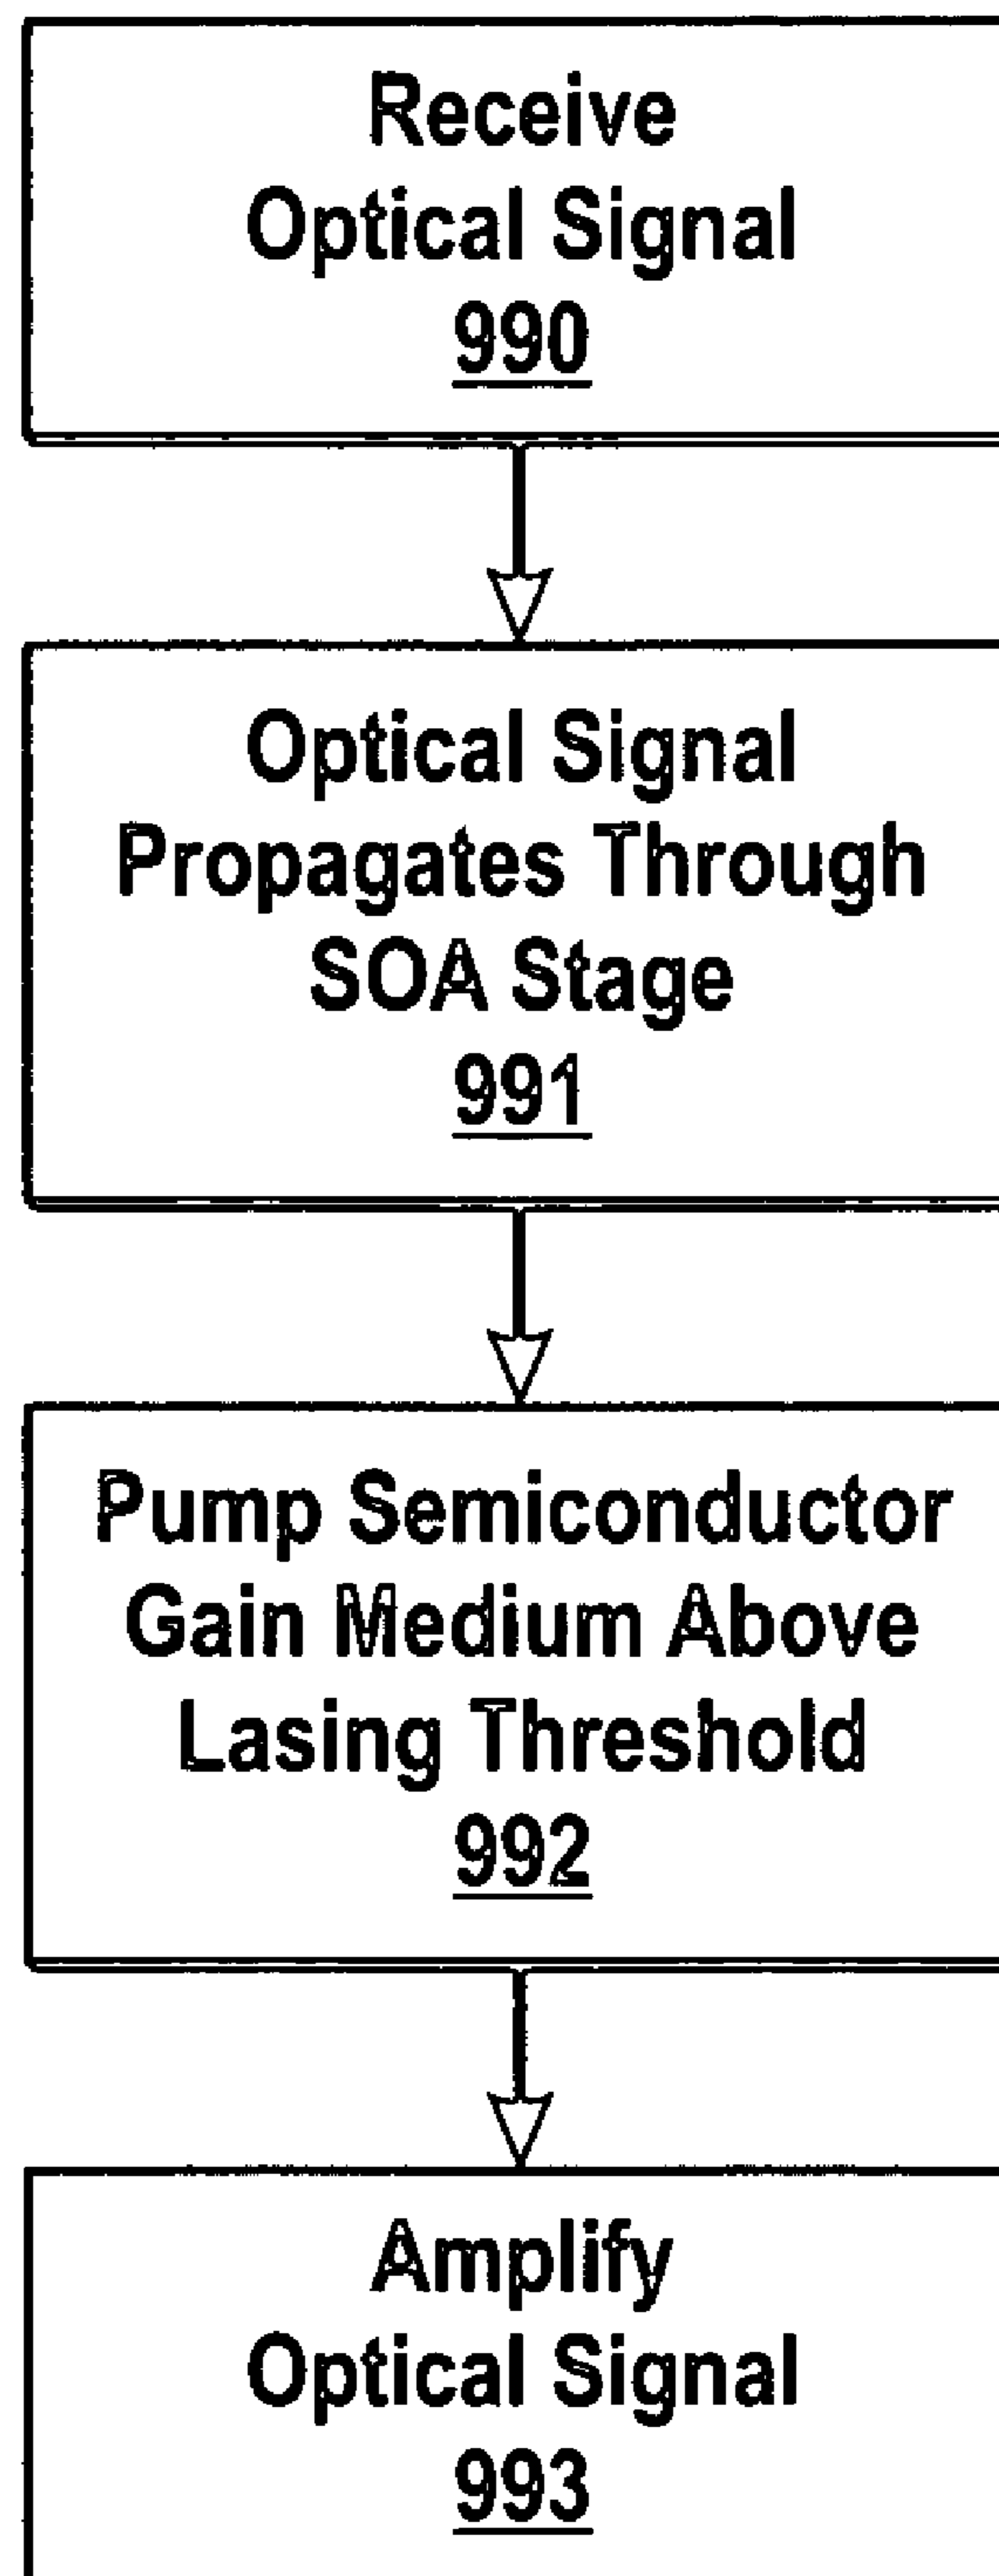 Receive
Optical Signal
990
Optical Signal
Propagates Through
SOA Stage
991
Pump Semiconductor
Gain Medium Above
Lasing Threshold
992
Amplify
Optical Signal
993